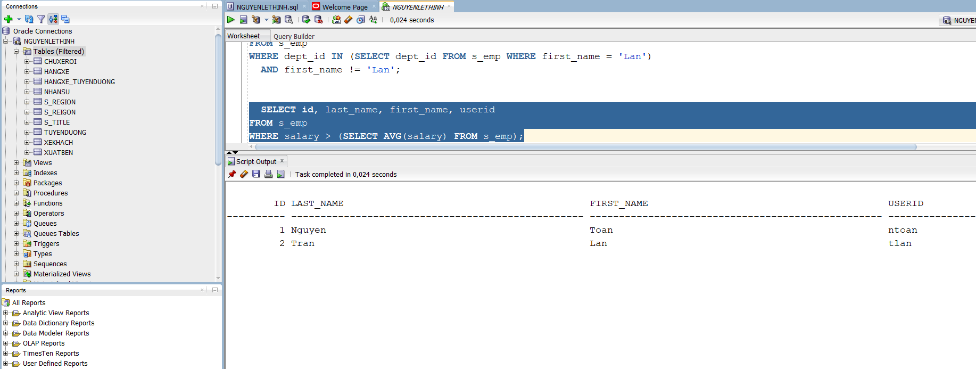 Connections
NGUYENLETHINH.sql
Welcome Page
NGUYENLETHINH
0,024 seconds
Worksheet
Query Builder
Oracle Connections
NGUYENLETHINH
Tables (Filtered)
CHUXEROI
HANGXE
HANGXE_TUYENDUONG
NHANSU
S_REGION
S_REIGON
S_TITLE
TUYENDUONG
XEKHACH
XUATBEN
Views
Indexes
Packages
Procedures
Functions
Operators
Queues
Queues Tables
Triggers
Types
Sequences
Materialized Views
Reports
All Reports
Analytic View Reports
Data Dictionary Reports
Data Modeler Reports
OLAP Reports
TimesTen Reports
User Defined Reports
FROM s_emp
WHERE dept_id IN (SELECT dept_id FROM s_emp WHERE first_name = 'Lan')
AND first_name != 'Lan';
SELECT id, last_name, first_name, userid
FROM s_emp
WHERE salary > (SELECT AVG(salary) FROM s_emp);
Script Output
Task completed in 0,024 seconds
ID LAST_NAME FIRST_NAME USERID
1 Nguyen Toan ntoan
2 Tran Lan tlan